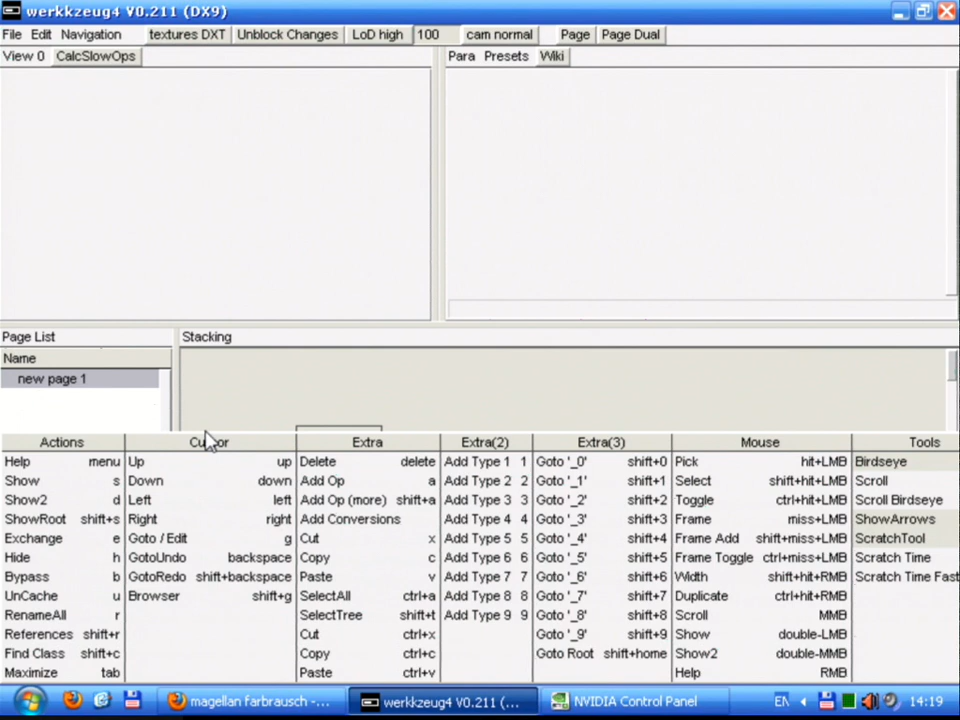 werkkzeug4 V0.211 (DX9)
File Edit Navigation textures DXT Unblock Changes LoD high 100 cam normal Page Page Dual
View 0 CalcSlowOps Para Presets Wiki
Page List Stacking
Name
new page 1
Actions Cursor Extra Extra(2) Extra(3) Mouse Tools
Help menu Up up Delete delete Add Type 1 1 Goto '_0' shift+0 Pick hit+LMB Birdseye
Show s Down down Add Op a Add Type 2 2 Goto '_1' shift+1 Select shift+hit+LMB Scroll
Show2 d Left left Add Op (more) shift+a Add Type 3 3 Goto '_2' shift+2 Toggle ctrl+hit+LMB Scroll Birdseye
ShowRoot shift+s Right right Add Conversions Add Type 4 4 Goto '_3' shift+3 Frame miss+LMB ShowArrows
Exchange e Goto / Edit g Cut x Add Type 5 5 Goto '_4' shift+4 Frame Add shift+miss+LMB ScratchTool
Hide h GotoUndo backspace Copy c Add Type 6 6 Goto '_5' shift+5 Frame Toggle ctrl+miss+LMB Scratch Time
Bypass b GotoRedo shift+backspace Paste v Add Type 7 7 Goto '_6' shift+6 Width shift+hit+RMB Scratch Time Fast
UnCache u Browser shift+g SelectAll ctrl+a Add Type 8 8 Goto '_7' shift+7 Duplicate ctrl+hit+RMB
RenameAll r SelectTree shift+t Add Type 9 9 Goto '_8' shift+8 Scroll MMB
References shift+r Cut ctrl+x Goto '_9' shift+9 Show double-LMB
Find Class shift+c Copy ctrl+c Goto Root shift+home Show2 double-MMB
Maximize tab Paste ctrl+v Help RMB
magellan farbrausch -... werkkzeug4 V0.211 (... NVIDIA Control Panel EN 14:19